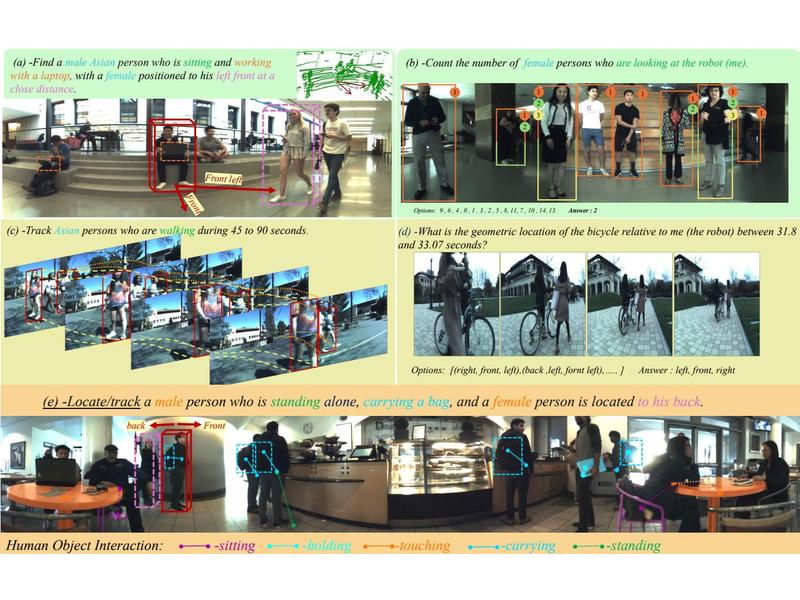 (a) -Find a male Asian person who is sitting and working
with a laptop, with a female positioned to his left front at a
close distance.
Front left
Front
(b) -Count the number of female persons who are looking at the robot (me).
Options: 9, 6, 4, 0, 1, 3, 2, 5, 8, 11, 7, 10, 14, 13. Answer : 2
(c) -Track Asian persons who are walking during 45 to 90 seconds.
(d) -What is the geometric location of the bicycle relative to me (the robot) between 31.8
and 33.07 seconds?
Options: [(right, front, left),(back ,left, fornt left),..... ] Answer : left, front, right
(e) -Locate/track a male person who is standing alone, carrying a bag, and a female person is located to his back.
back Front
Human Object Interaction: -sitting -holding -touching -carrying -standing